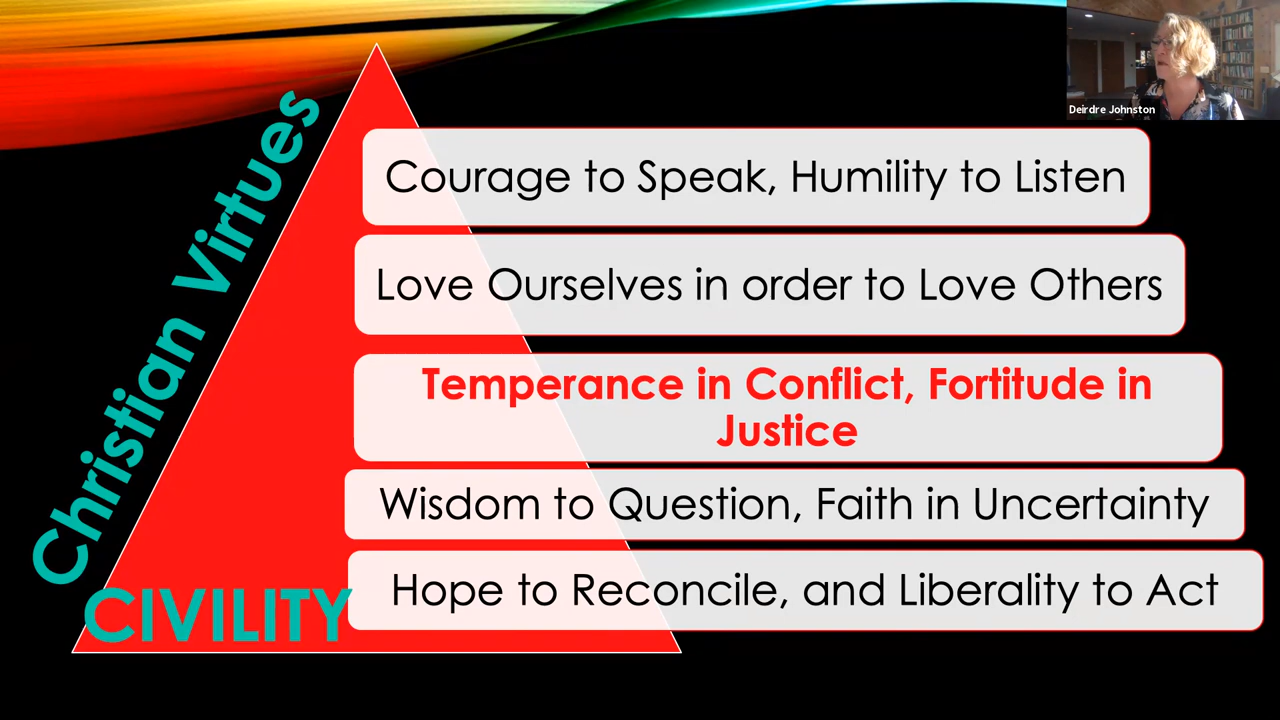 Deirdre Johnston
Christian Virtues
Courage to Speak, Humility to Listen
Love Ourselves in order to Love Others
Temperance in Conflict, Fortitude in
Justice
Wisdom to Question, Faith in Uncertainty
Hope to Reconcile, and Liberality to Act
CIVILITY